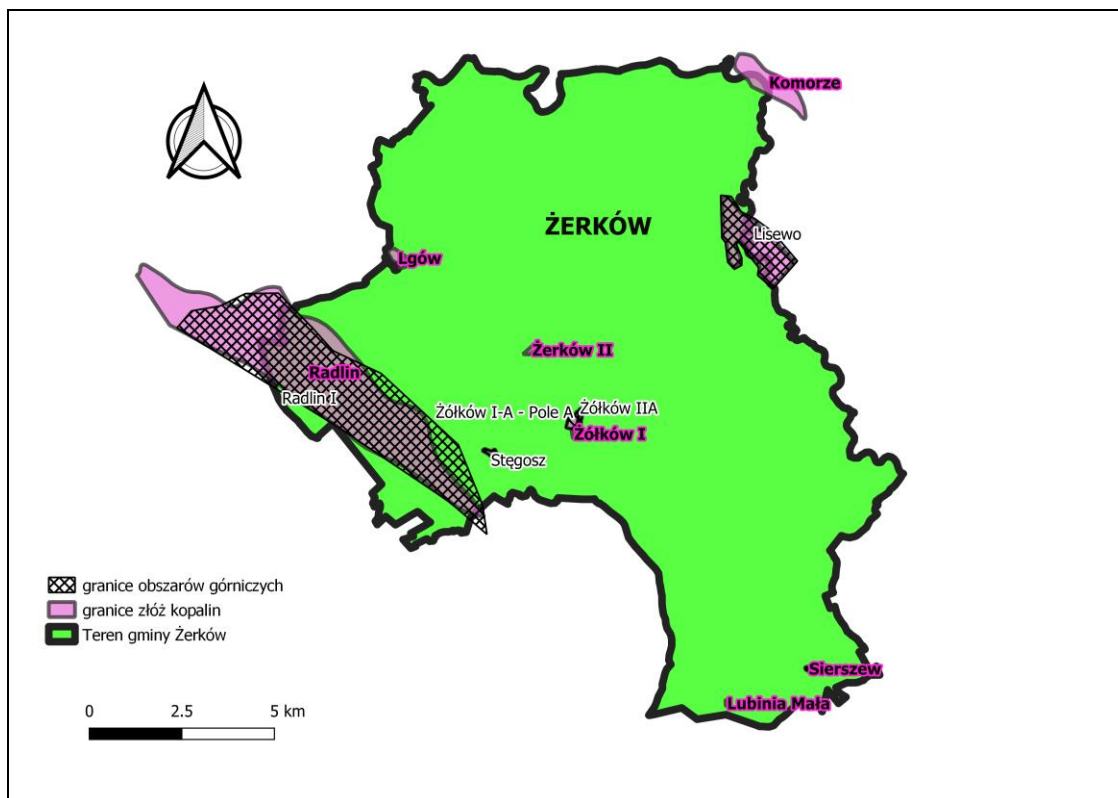 Komorze
ŻERKÓW
Lisewo
Lgów
Żerków II
Radlin
Radlin I
Żółków I-A - Pole A
Żółków IIA
Żółków I
Stęgosz
granice obszarów górniczych
granice złóż kopalin
Teren gminy Żerków
Sierszew
Lubinia Mała
0 2.5 5 km